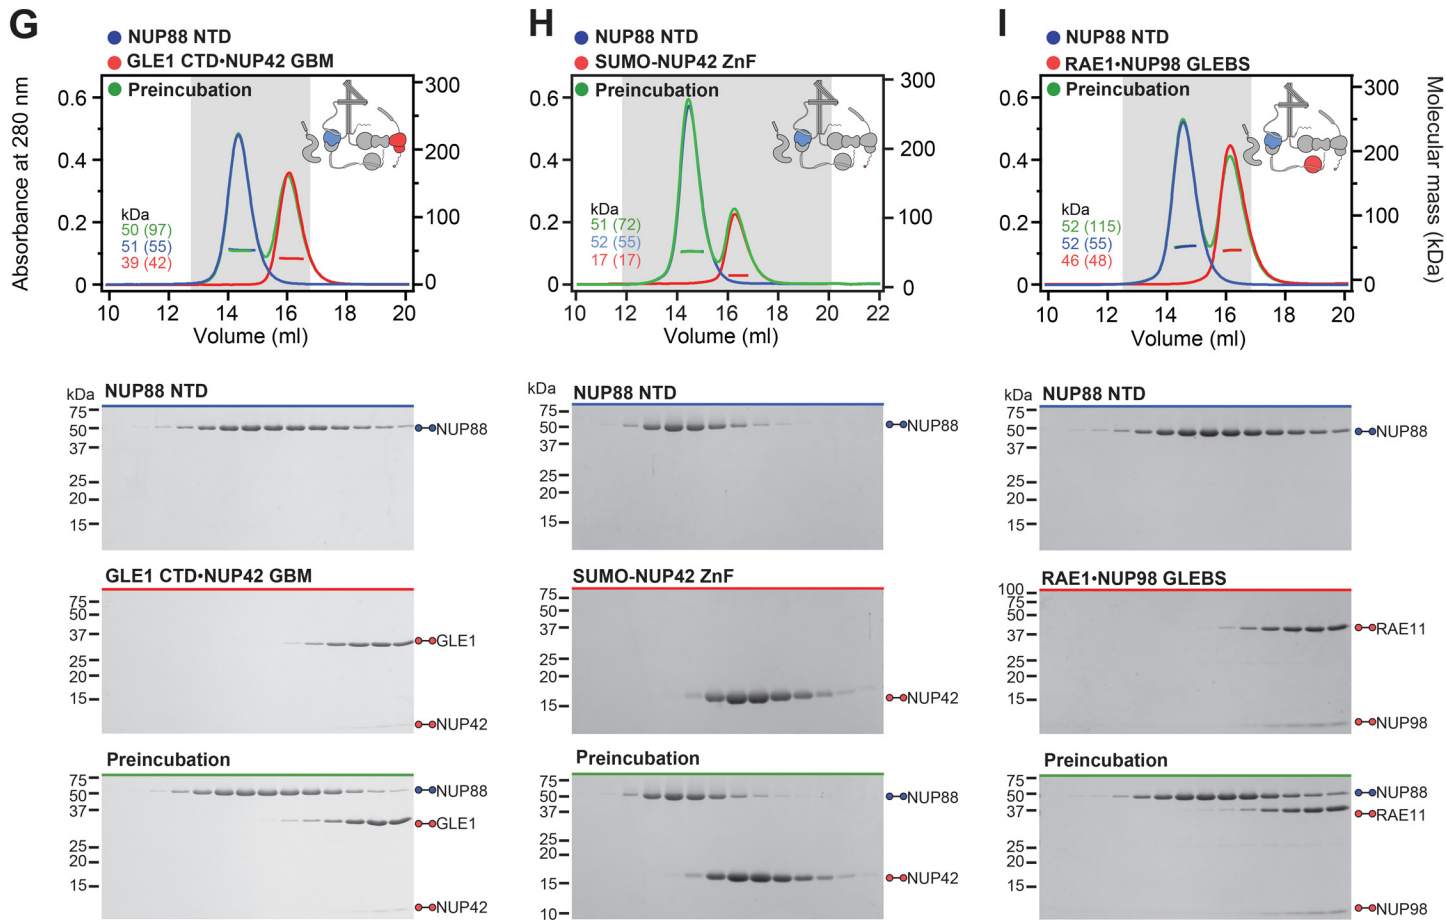 G
NUP88 NTD
GLE1 CTD•NUP42 GBM
Preincubation
Absorbance at 280 nm
0.6
0.4
0.2
0
300
200
100
0
kDa
50 (97)
51 (55)
39 (42)
10 12 14 16 18 20
Volume (ml)
kDa
NUP88 NTD
75
50
37
25
20
15
NUP88
GLE1 CTD•NUP42 GBM
75
50
37
25
20
15
GLE1
NUP42
Preincubation
75
50
37
25
20
15
NUP88
GLE1
NUP42
H
NUP88 NTD
SUMO-NUP42 ZnF
Preincubation
0.6
0.4
0.2
0
300
200
100
0
kDa
51 (72)
52 (55)
17 (17)
10 12 14 16 18 20 22
Volume (ml)
kDa
NUP88 NTD
75
50
37
25
20
15
NUP88
SUMO-NUP42 ZnF
75
50
37
25
20
15
NUP42
Preincubation
75
50
37
25
20
15
10
NUP88
NUP42
I
NUP88 NTD
RAE1•NUP98 GLEBS
Preincubation
0.6
0.4
0.2
0
300
200
100
0
Molecular mass (kDa)
kDa
52 (115)
52 (55)
46 (48)
10 12 14 16 18 20
Volume (ml)
kDa
NUP88 NTD
75
50
37
25
20
15
NUP88
RAE1•NUP98 GLEBS
100
75
50
37
25
20
15
RAE11
NUP98
Preincubation
75
50
37
25
20
15
NUP88
RAE11
NUP98